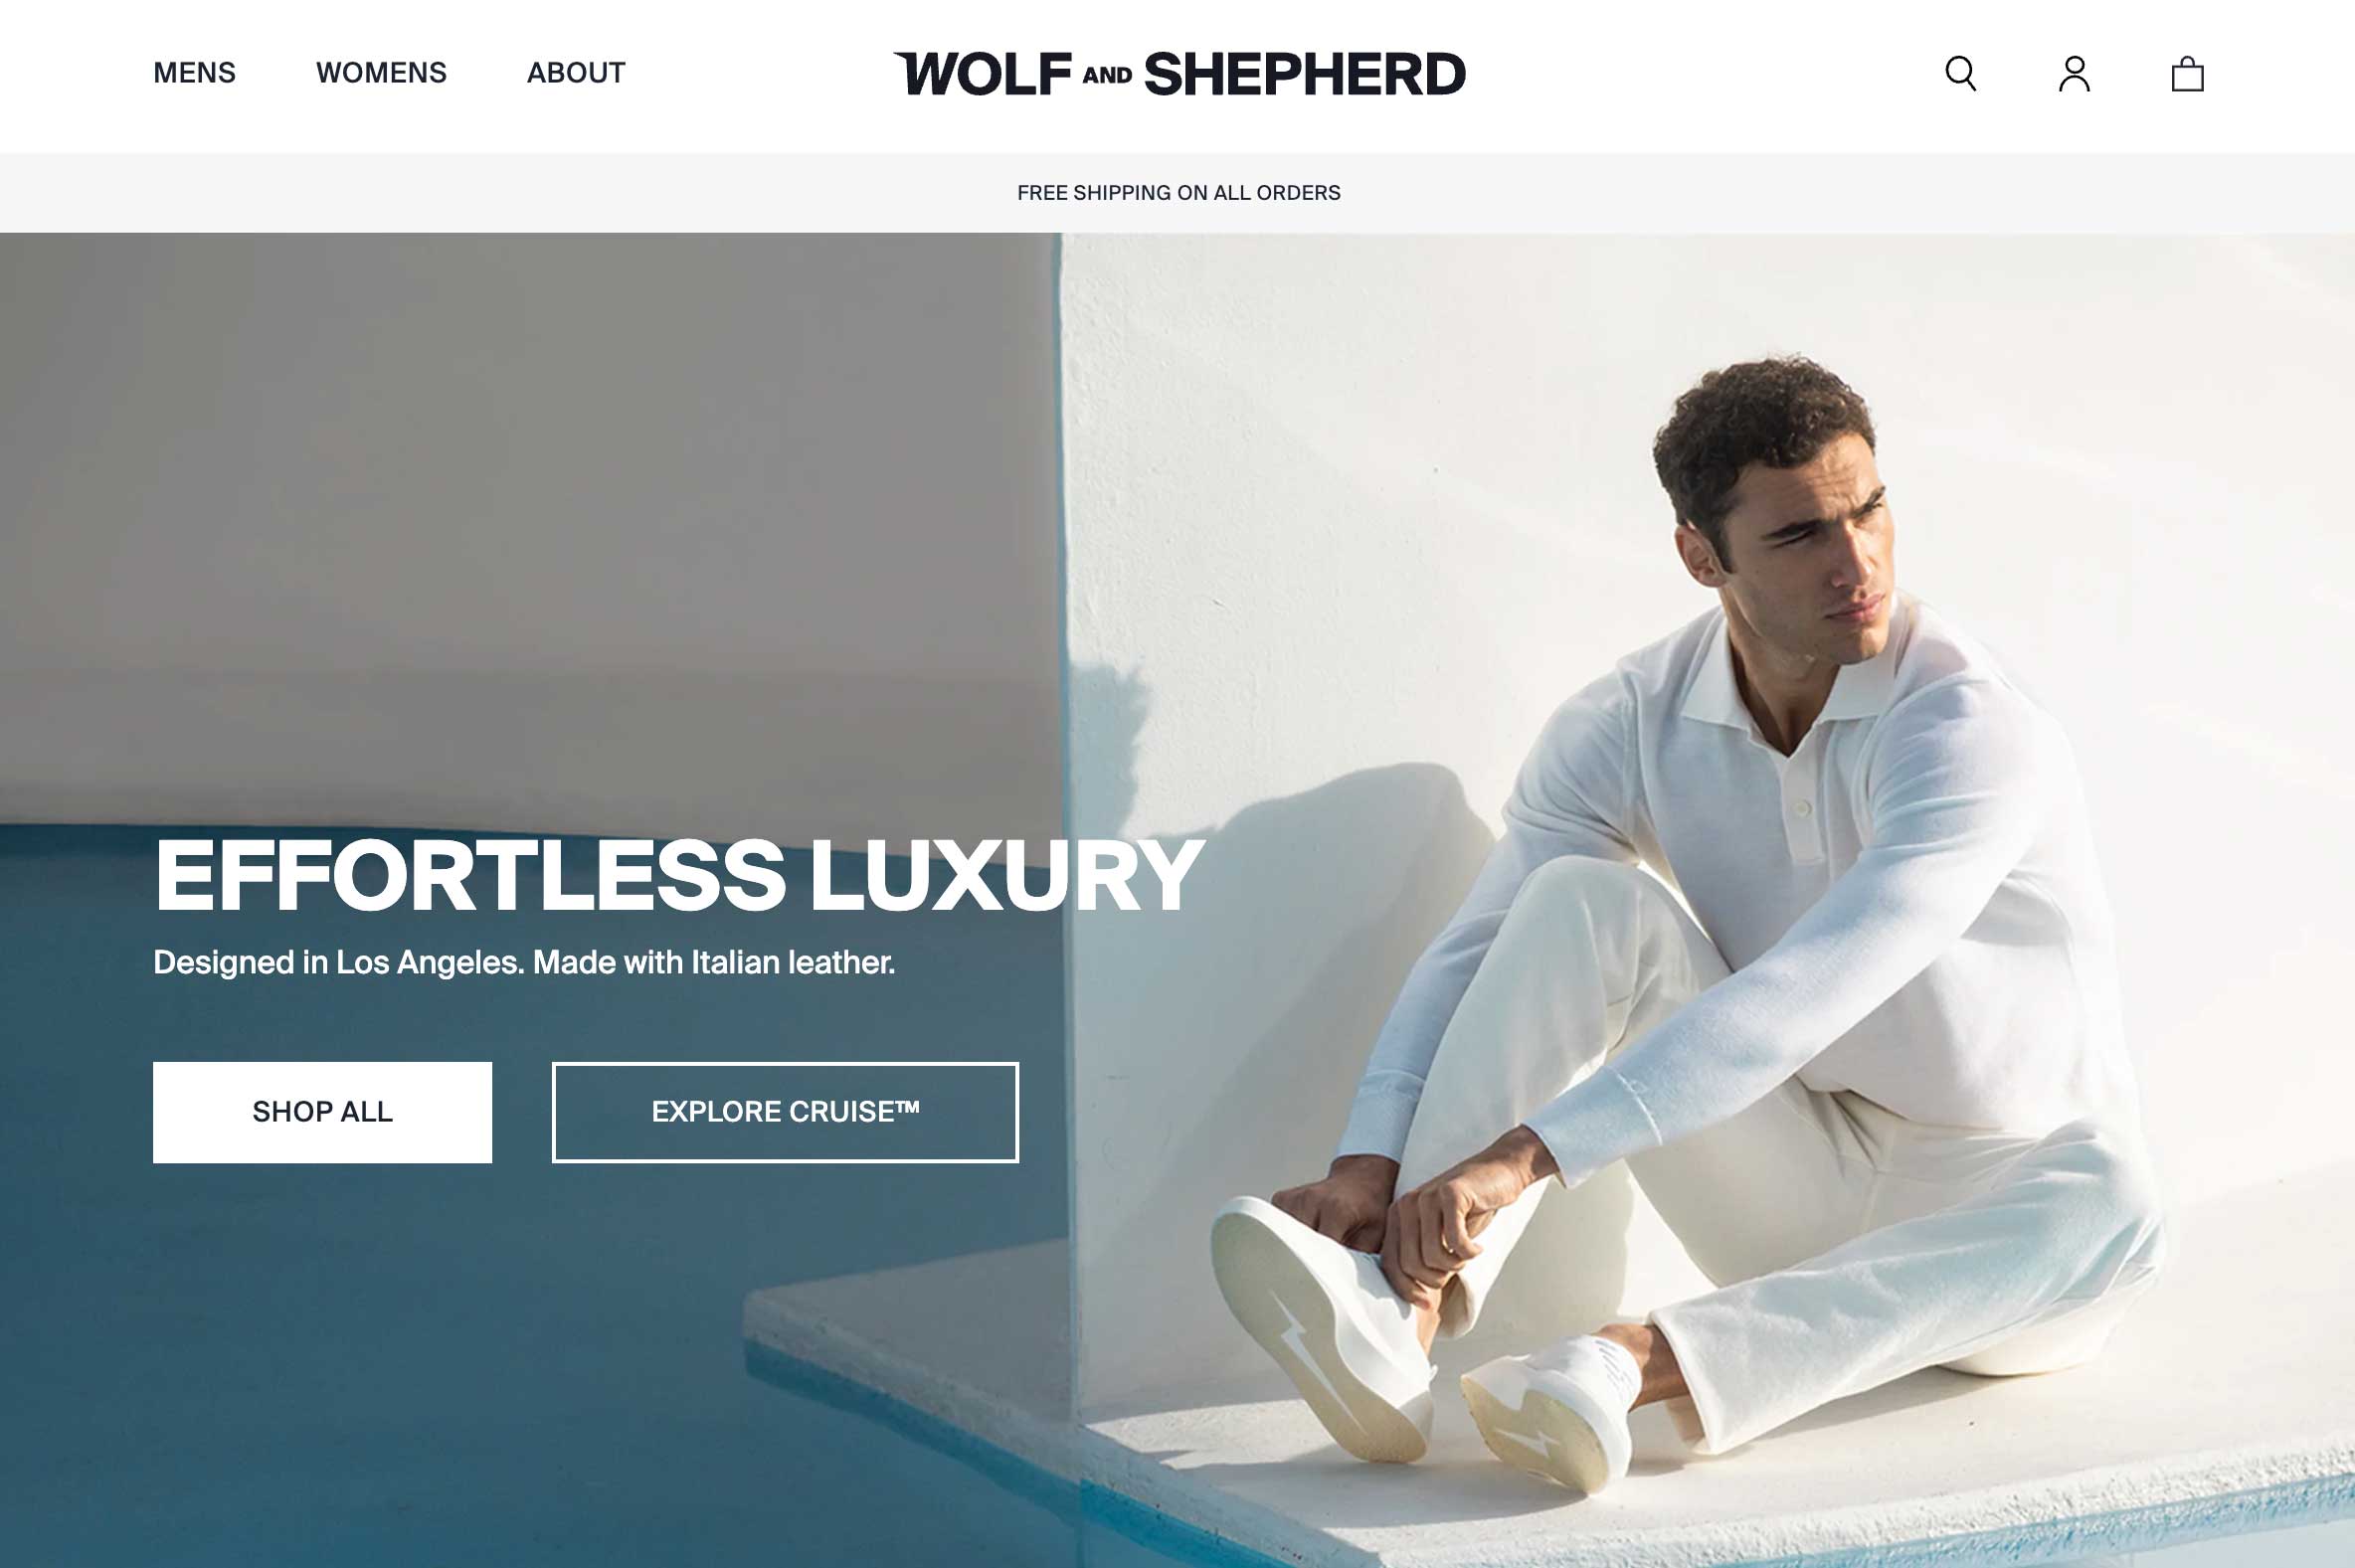 MENS
WOMENS
ABOUT
WOLF AND SHEPHERD
FREE SHIPPING ON ALL ORDERS
EFFORTLESS LUXURY
Designed in Los Angeles. Made with Italian leather.
SHOP ALL
EXPLORE CRUISE™